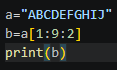 a="ABCDEFGHIJ"
b=a[1:9:2]
print(b)